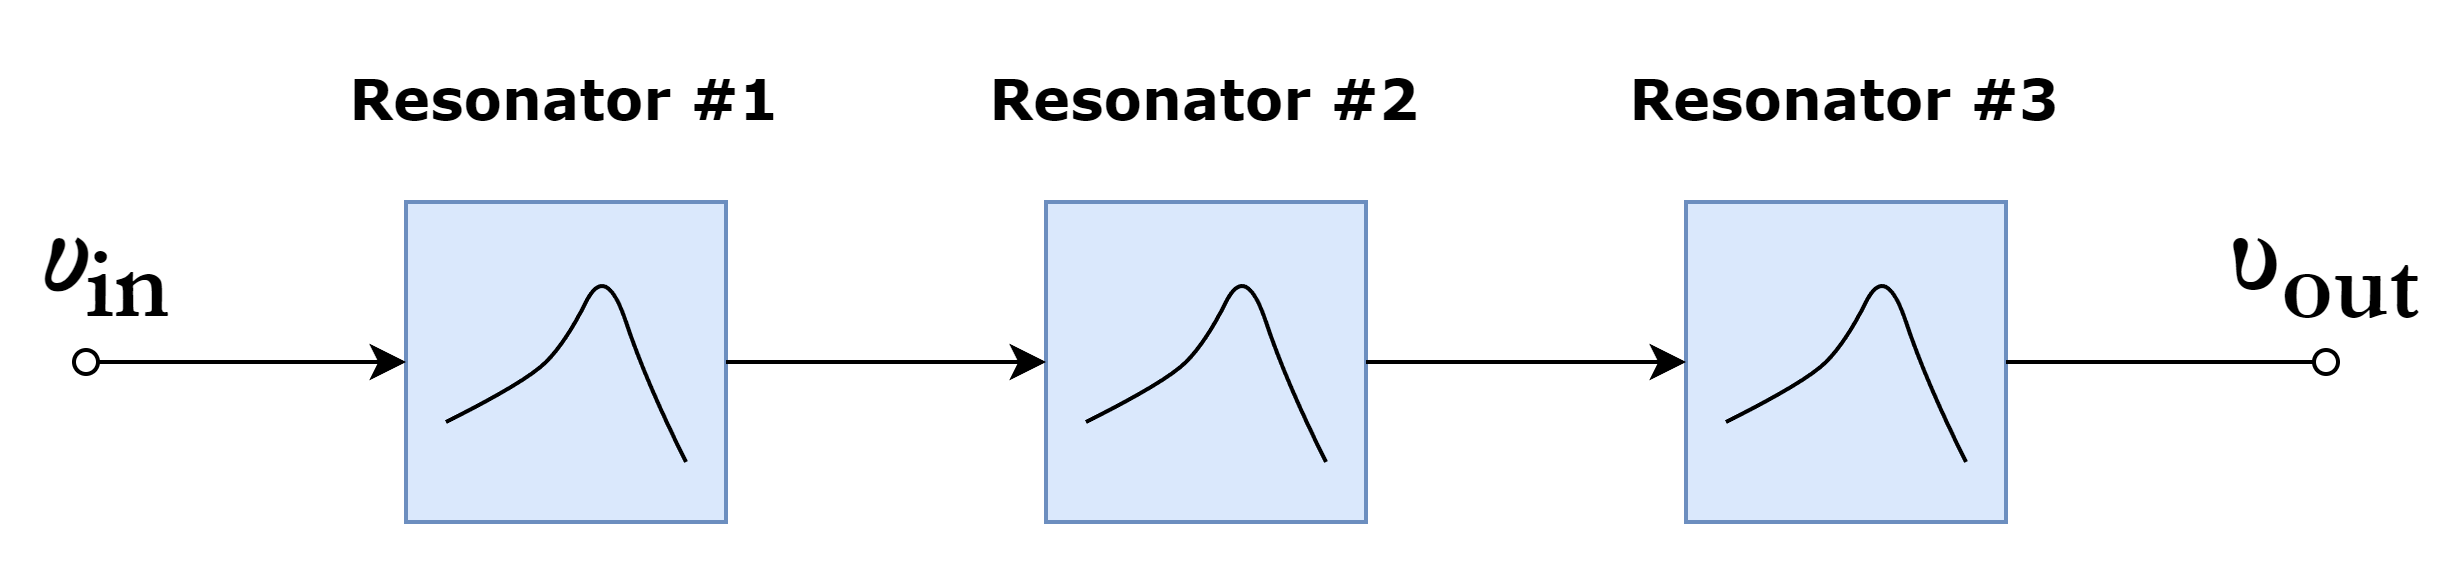 Resonator #1 Resonator #2 Resonator #3
υin υout